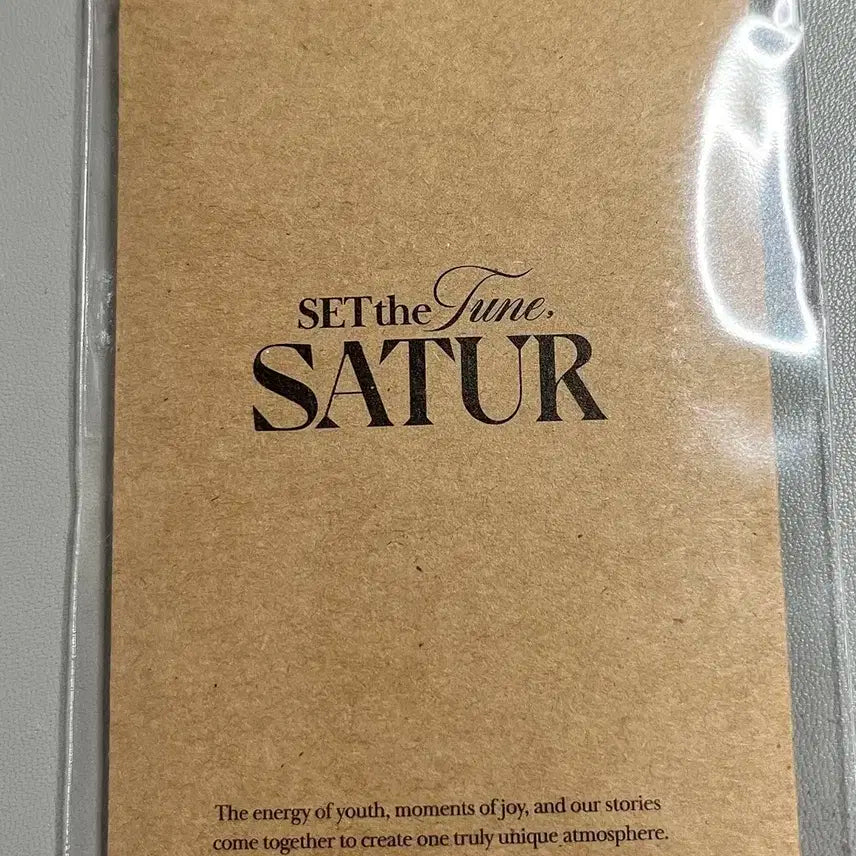 SET the Tune,
SATUR
The energy of youth, moments of joy, and our stories
come together to create one truly unique atmosphere.